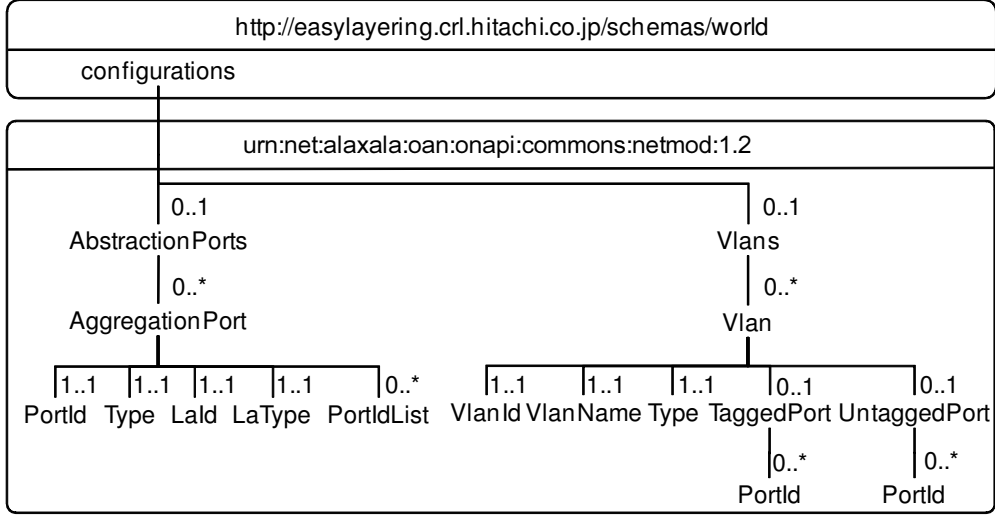 http://easylayering.crl.hitachi.co.jp/schemas/world
configurations
urn:net:alaxala:oan:onapi:commons:netmod:1.2
0..1 0..1
AbstractionPorts Vlans
0..* 0..*
AggregationPort Vlan
1..1 1..1 1..1 1..1 0..* 1..1 1..1 1..1 0..1 0..1
PortId Type LaId LaType PortIdList VlanId VlanName Type TaggedPort UntaggedPort
0..* 0..*
PortId PortId